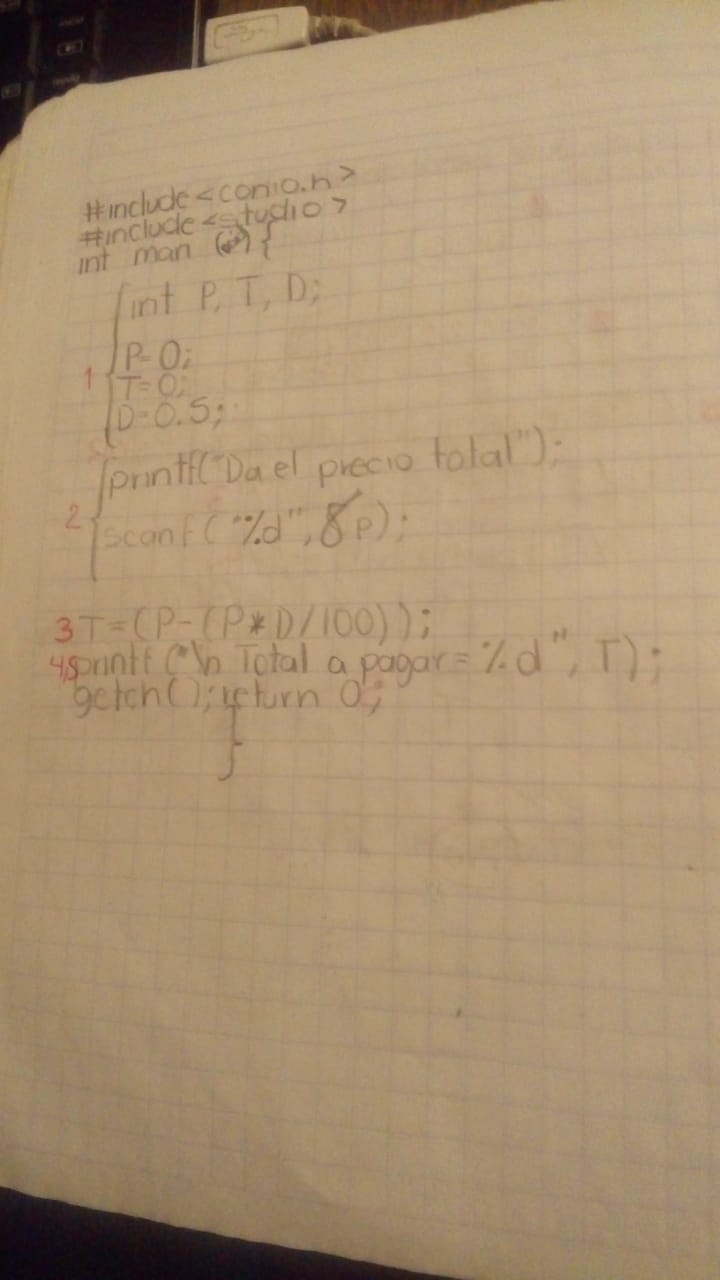 #include<conio.h>
#include<studio>
int man () {
int P, T, D;
P=0;
1 T=0;
D=0.5;
printf("Da el precio total");
2 scanf("%d", &p);
3 T=(P-(P*D/100));
4,5 printf("\n Total a pagar=%d", T);
getch(); return 0;
}